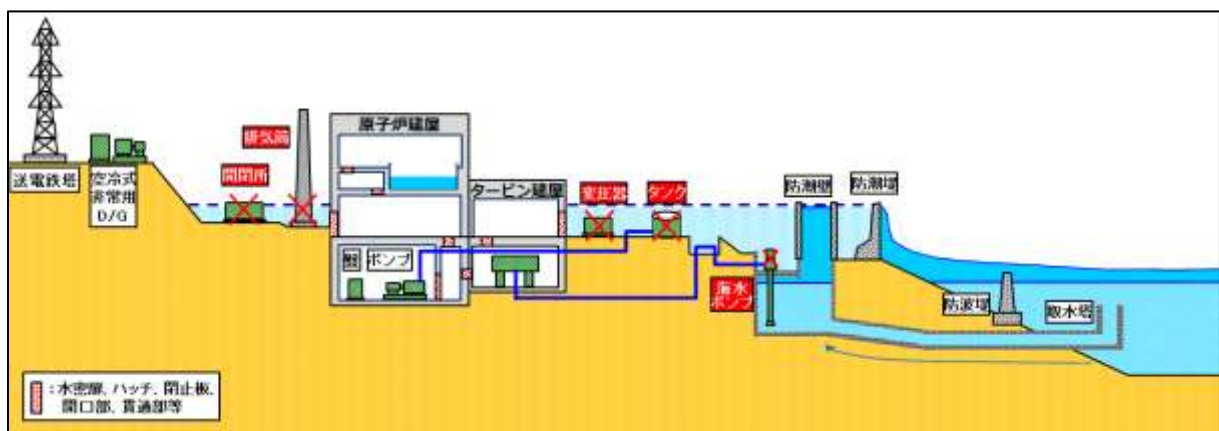 排気筒
原子炉建屋
送電鉄塔
空冷式
非常用
D/G
開閉所
タービン建屋
変圧器
タンク
防潮壁
防潮堤
盤
ポンプ
海水
ポンプ
防波堤
取水塔
:水密扉、ハッチ、閉止板、
開口部、貫通部等